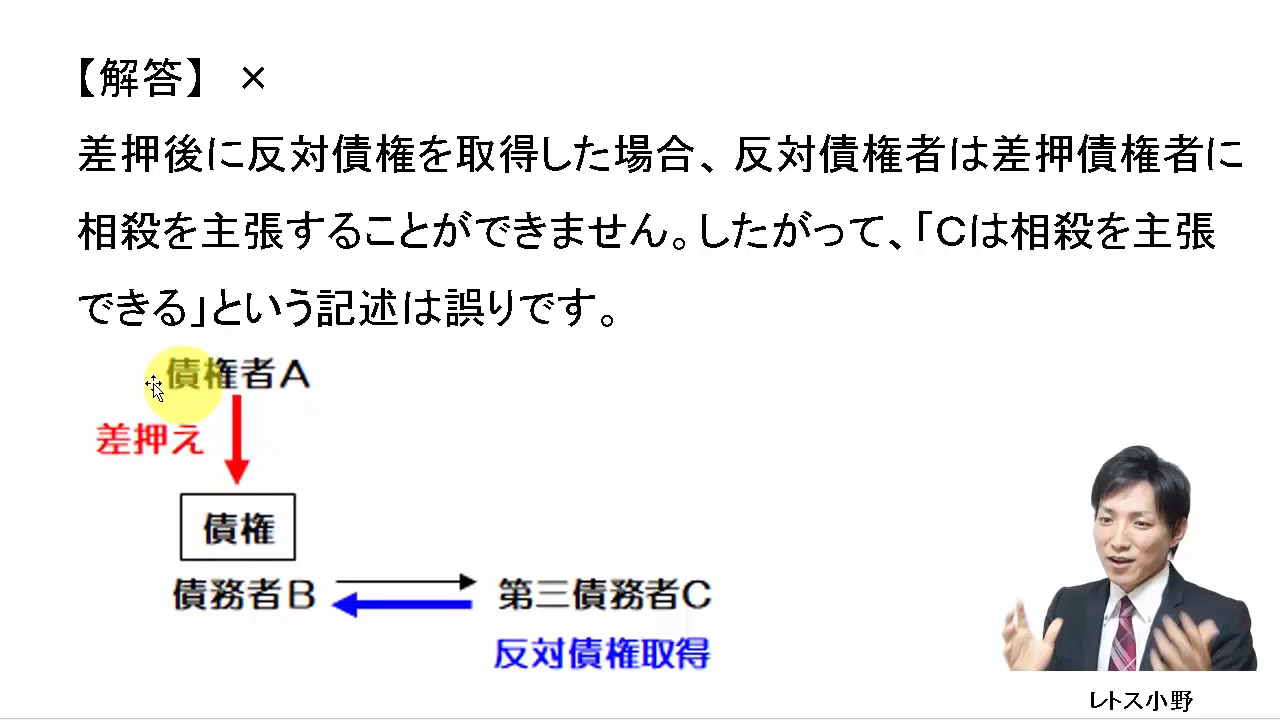 【解答】 ×
差押後に反対債権を取得した場合、反対債権者は差押債権者に
相殺を主張することができません。したがって、「Cは相殺を主張
できる」という記述は誤りです。
債権者A
差押え
債権
債務者B 第三債務者C
反対債権取得
レトス小野